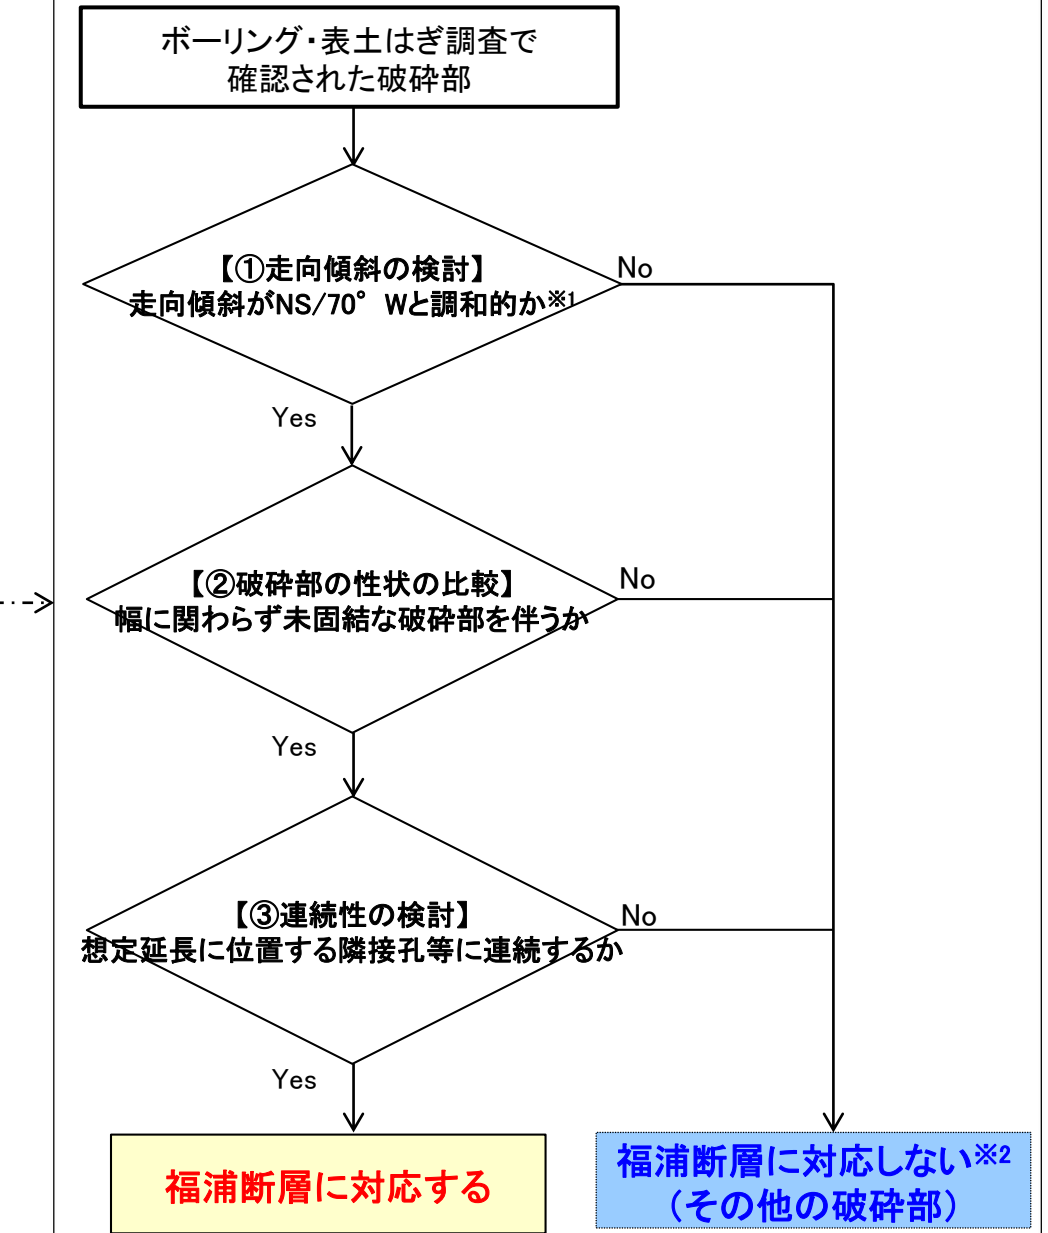 ボーリング・表土はぎ調査で
確認された破砕部
【①走向傾斜の検討】
走向傾斜がNS/70°Wと調和的か※1
No
Yes
【②破砕部の性状の比較】
幅に関わらず未固結な破砕部を伴うか
No
Yes
【③連続性の検討】
想定延長に位置する隣接孔等に連続するか
No
Yes
福浦断層に対応する
福浦断層に対応しない※2
（その他の破砕部）